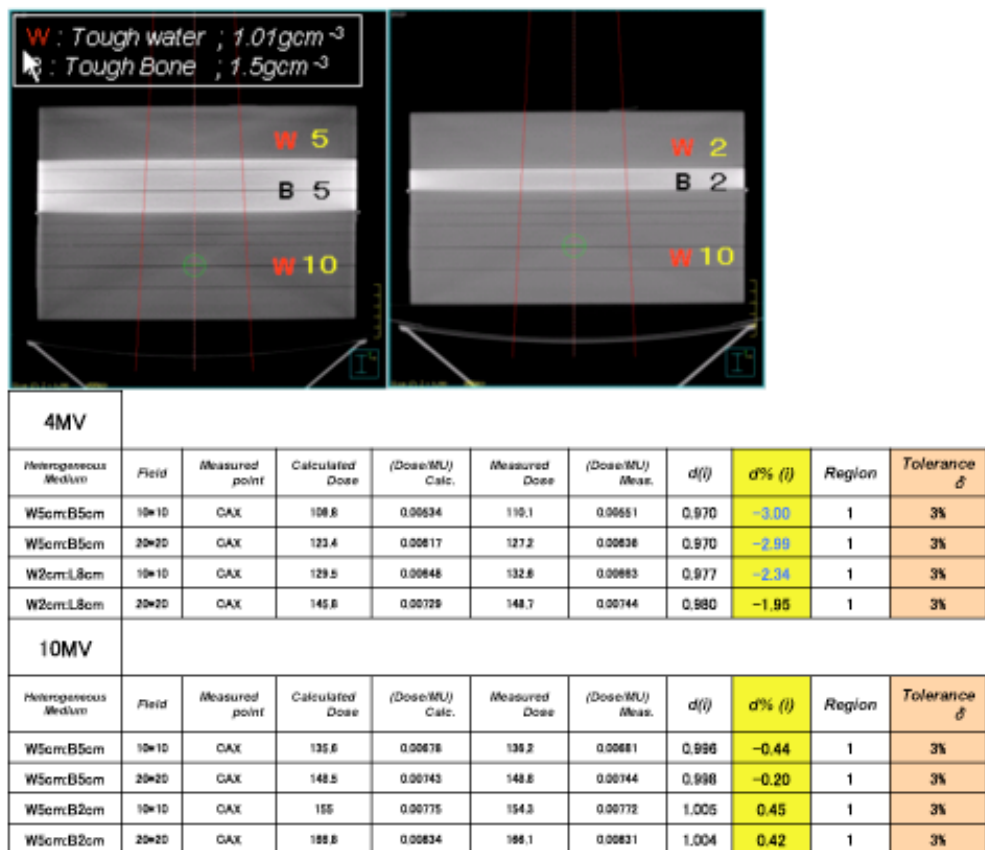 W : Tough water ; 1.01gcm -3
: Tough Bone ; 1.5gcm -3
W 5
B 5
W 10
W 2
B 2
W 10
4MV
Heterogeneous Medium Field Measured point Calculated Dose (Dose/MU) Calc. Measured Dose (Dose/MU) Meas. d(i) d% (i) Region Tolerance δ
W5cm:B5cm 10*10 CAX 106.8 0.00534 110.1 0.00551 0.970 -3.00 1 3%
W5cm:B5cm 20*20 CAX 123.4 0.00617 127.2 0.00636 0.970 -2.99 1 3%
W2cm:L8cm 10*10 CAX 129.5 0.00648 132.6 0.00663 0.977 -2.34 1 3%
W2cm:L8cm 20*20 CAX 145.8 0.00729 148.7 0.00744 0.980 -1.95 1 3%
10MV
Heterogeneous Medium Field Measured point Calculated Dose (Dose/MU) Calc. Measured Dose (Dose/MU) Meas. d(i) d% (i) Region Tolerance δ
W5cm:B5cm 10*10 CAX 135.6 0.00678 136.2 0.00681 0.996 -0.44 1 3%
W5cm:B5cm 20*20 CAX 148.5 0.00743 148.8 0.00744 0.998 -0.20 1 3%
W5cm:B2cm 10*10 CAX 155 0.00775 154.3 0.00772 1.005 0.45 1 3%
W5cm:B2cm 20*20 CAX 166.8 0.00834 166.1 0.00831 1.004 0.42 1 3%